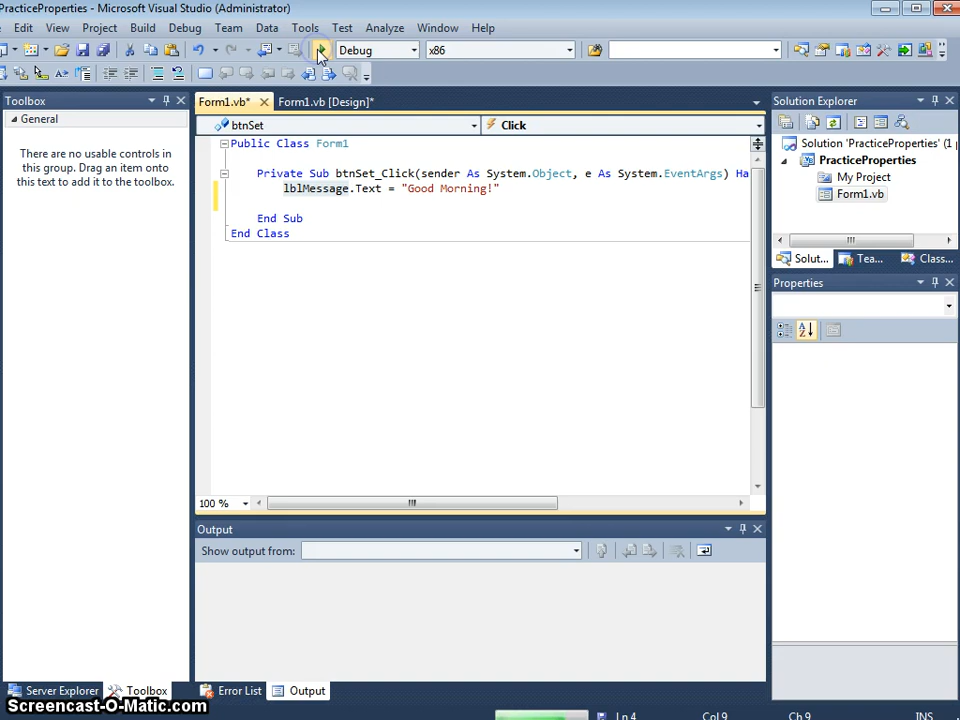 PracticeProperties - Microsoft Visual Studio (Administrator)
Edit View Project Build Debug Team Data Tools Test Analyze Window Help
Debug x86
Toolbox
General
There are no usable controls in
this group. Drag an item onto
this text to add it to the toolbox.
Form1.vb* Form1.vb [Design]*
btnSet Click
Public Class Form1
Private Sub btnSet_Click(sender As System.Object, e As System.EventArgs) Ha
lblMessage.Text = "Good Morning!"
End Sub
End Class
100 %
Output
Show output from:
Solution Explorer
Solution 'PracticeProperties' (1 p
PracticeProperties
My Project
Form1.vb
Solut... Tea... Class...
Properties
Server Explorer Toolbox Error List Output
Screencast-O-Matic.com
Ln 4 Col 9 Ch 9 INS